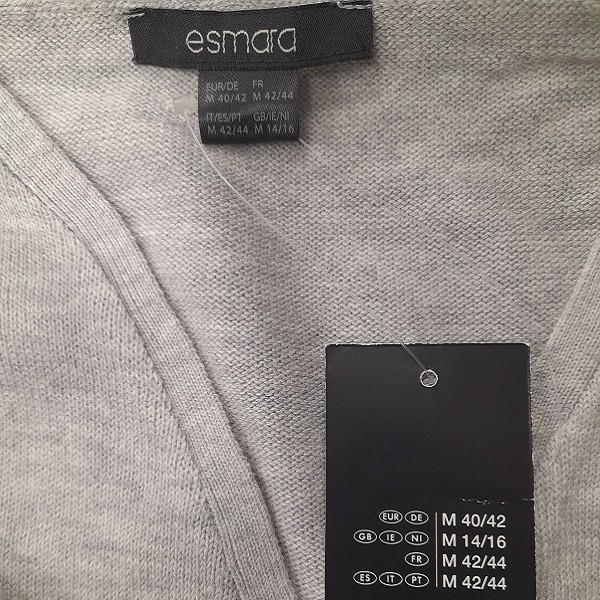 esmara
EUR/DE FR
M 40/42 M 42/44
IT/ES/PT GB/IE/NI
M 42/44 M 14/16
EUR DE M 40/42
GB IE NI M 14/16
FR M 42/44
ES IT PT M 42/44